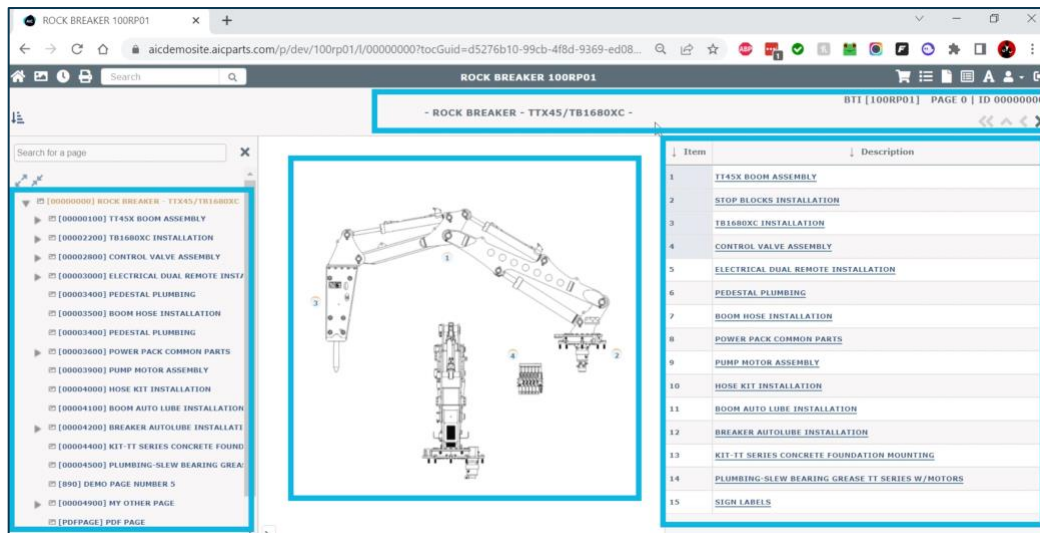 ROCK BREAKER 100RP01
aicdemosite.aicparts.com/p/dev/100rp01/l/00000000?tocGuid=d5276b10-99cb-4f8d-9369-ed08...
1
Search
ROCK BREAKER 100RP01
A
- ROCK BREAKER - TTX45/TB1680XC -
BTI [100RP01] PAGE 0 | ID 0000000
Search for a page
[00000000] ROCK BREAKER - TTX45/TB1680XC
[00000100] TT45X BOOM ASSEMBLY
[00002200] TB1680XC INSTALLATION
[00002800] CONTROL VALVE ASSEMBLY
[00003000] ELECTRICAL DUAL REMOTE INSTA
[00003400] PEDESTAL PLUMBING
[00003500] BOOM HOSE INSTALLATION
[00003400] PEDESTAL PLUMBING
[00003600] POWER PACK COMMON PARTS
[00003900] PUMP MOTOR ASSEMBLY
[00004000] HOSE KIT INSTALLATION
[00004100] BOOM AUTO LUBE INSTALLATION
[00004200] BREAKER AUTOLUBE INSTALLATI
[00004400] KIT-TT SERIES CONCRETE FOUND
[00004500] PLUMBING-SLEW BEARING GREA
[890] DEMO PAGE NUMBER 5
[00004900] MY OTHER PAGE
[PDFPAGE] PDF PAGE
1
3
4
2
Item Description
1 TT45X BOOM ASSEMBLY
2 STOP BLOCKS INSTALLATION
3 TB1680XC INSTALLATION
4 CONTROL VALVE ASSEMBLY
5 ELECTRICAL DUAL REMOTE INSTALLATION
6 PEDESTAL PLUMBING
7 BOOM HOSE INSTALLATION
8 POWER PACK COMMON PARTS
9 PUMP MOTOR ASSEMBLY
10 HOSE KIT INSTALLATION
11 BOOM AUTO LUBE INSTALLATION
12 BREAKER AUTOLUBE INSTALLATION
13 KIT-TT SERIES CONCRETE FOUNDATION MOUNTING
14 PLUMBING-SLEW BEARING GREASE TT SERIES W/MOTORS
15 SIGN LABELS